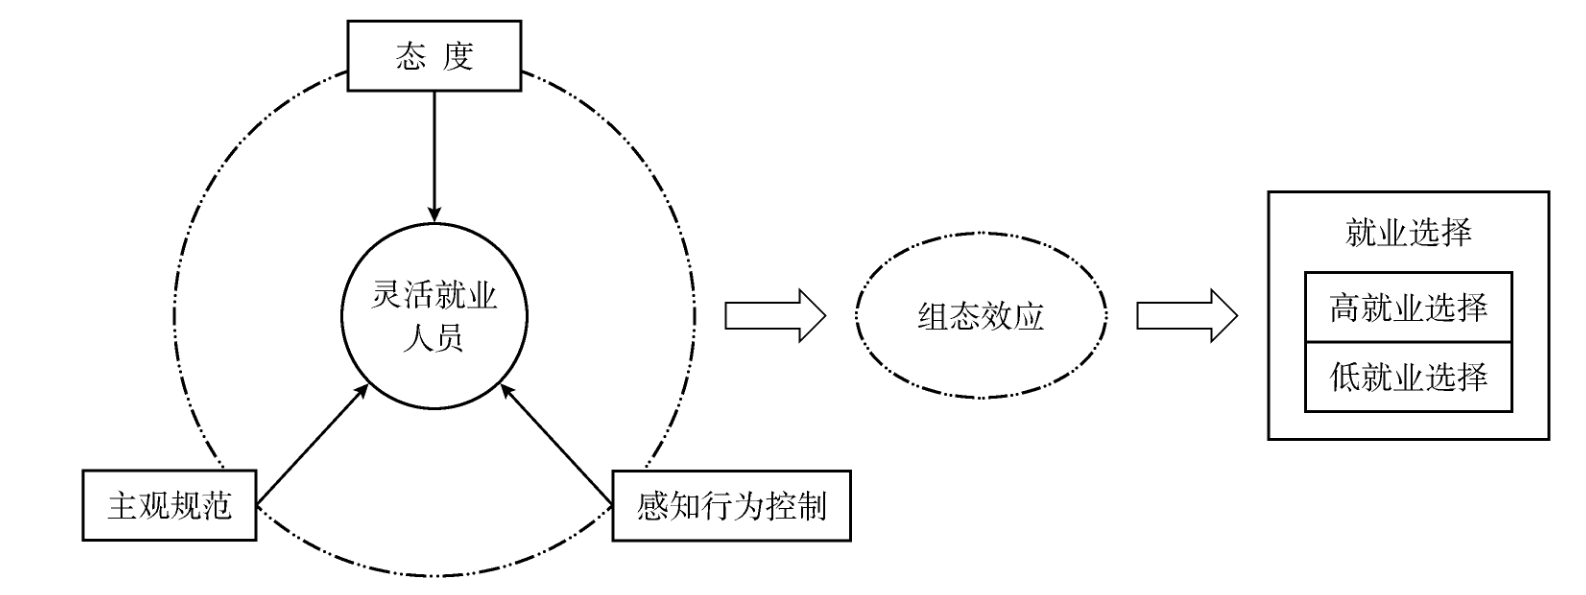 态 度
灵活就业
人员
主观规范
感知行为控制
组态效应
就业选择
高就业选择
低就业选择